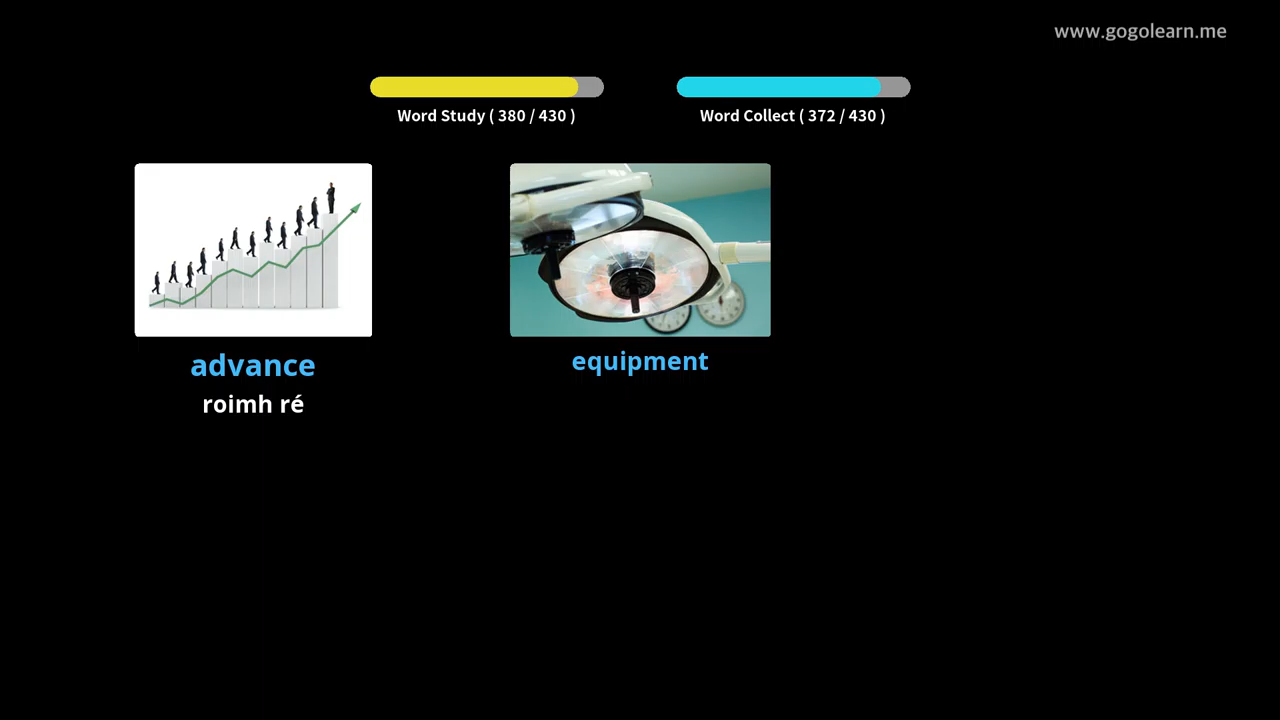 www.gogolearn.me
Word Study ( 380 / 430 )
Word Collect ( 372 / 430 )
advance
roimh ré
equipment